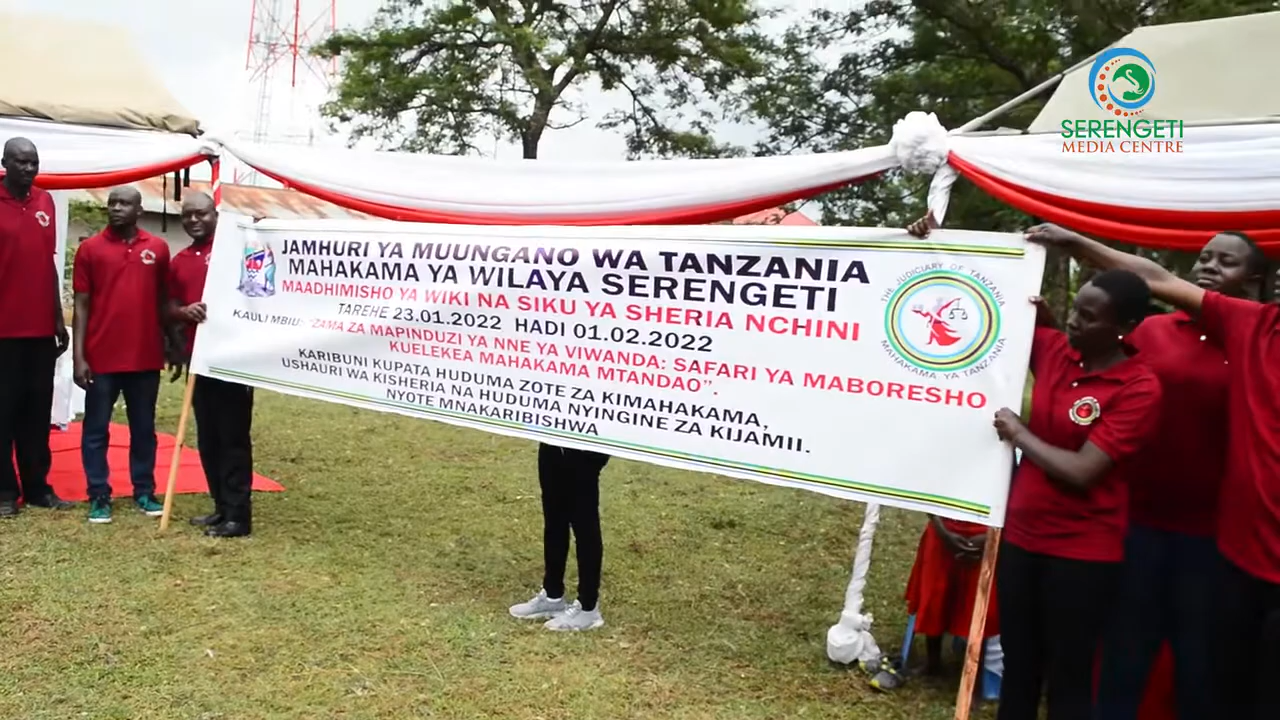 SERENGETI
MEDIA CENTRE
JAMHURI YA MUUNGANO WA TANZANIA
MAHAKAMA YA WILAYA SERENGETI
MAADHIMISHO YA WIKI NA SIKU YA SHERIA NCHINI
TAREHE 23.01.2022 HADI 01.02.2022
KAULI MBIU: "ZAMA ZA MAPINDUZI YA NNE YA VIWANDA: SAFARI YA MABORESHO
KUELEKEA MAHAKAMA MTANDAO".
KARIBUNI KUPATA HUDUMA ZOTE ZA KIMAHAKAMA,
USHAURI WA KISHERIA NA HUDUMA NYINGINE ZA KIJAMII.
NYOTE MNAKARIBISHWA
THE JUDICIARY OF TANZANIA
MAHAKAMA YA TANZANIA